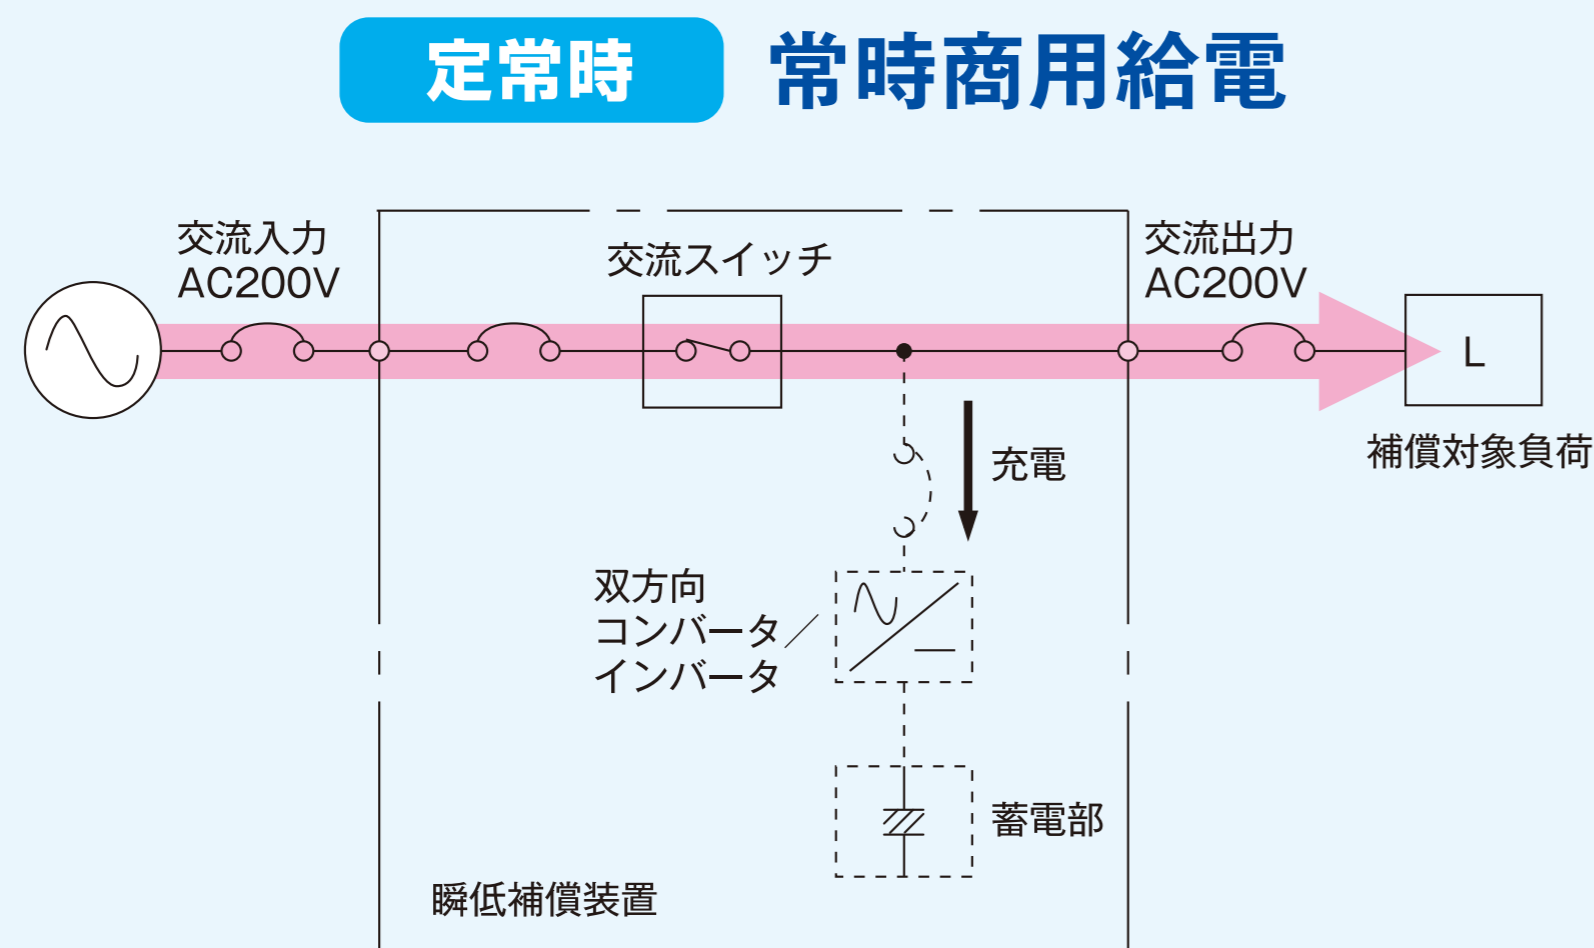 定常時 常時商用給電
交流入力
AC200V
交流スイッチ
交流出力
AC200V
L
補償対象負荷
充電
双方向
コンバータ／
インバータ
蓄電部
瞬低補償装置